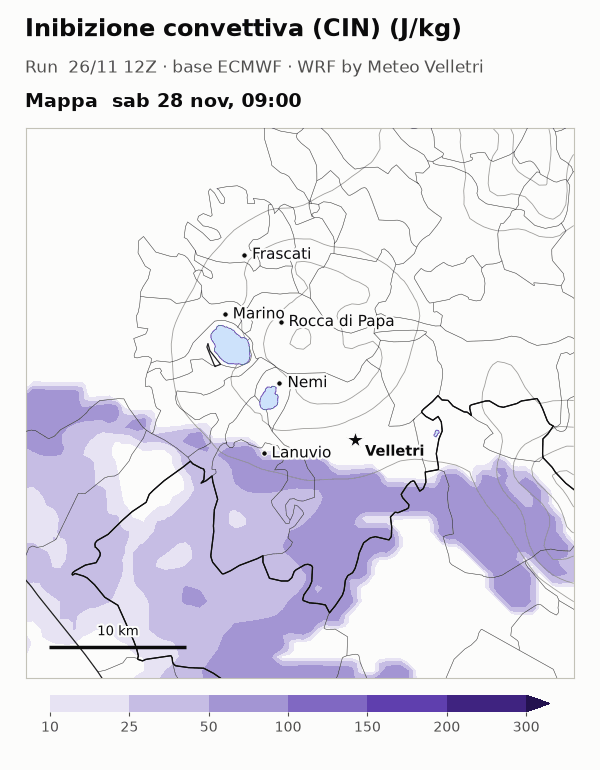 Inibizione convettiva (CIN) (J/kg)
Run  26/11 12Z · base ECMWF · WRF by Meteo Velletri
Mappa  sab 28 nov, 09:00
Frascati
Marino
Rocca di Papa
Nemi
Velletri
Lanuvio
10 km
10 25 50 100 150 200 300